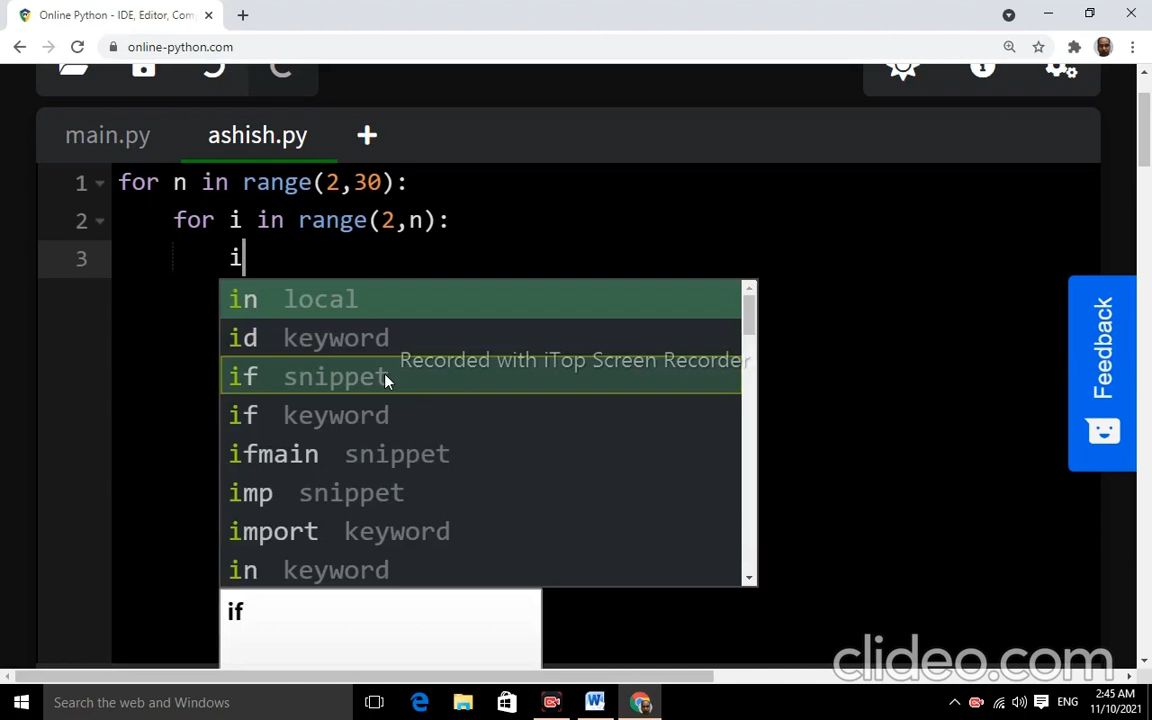 Online Python - IDE, Editor, Com
online-python.com
main.py
ashish.py
1 for n in range(2,30):
2 for i in range(2,n):
3 i
in local
id keyword
if snippet
if keyword
ifmain snippet
imp snippet
import keyword
in keyword
if
Recorded with iTop Screen Recorder
Feedback
clideo.com
Search the web and Windows
ENG
2:45 AM
11/10/2021